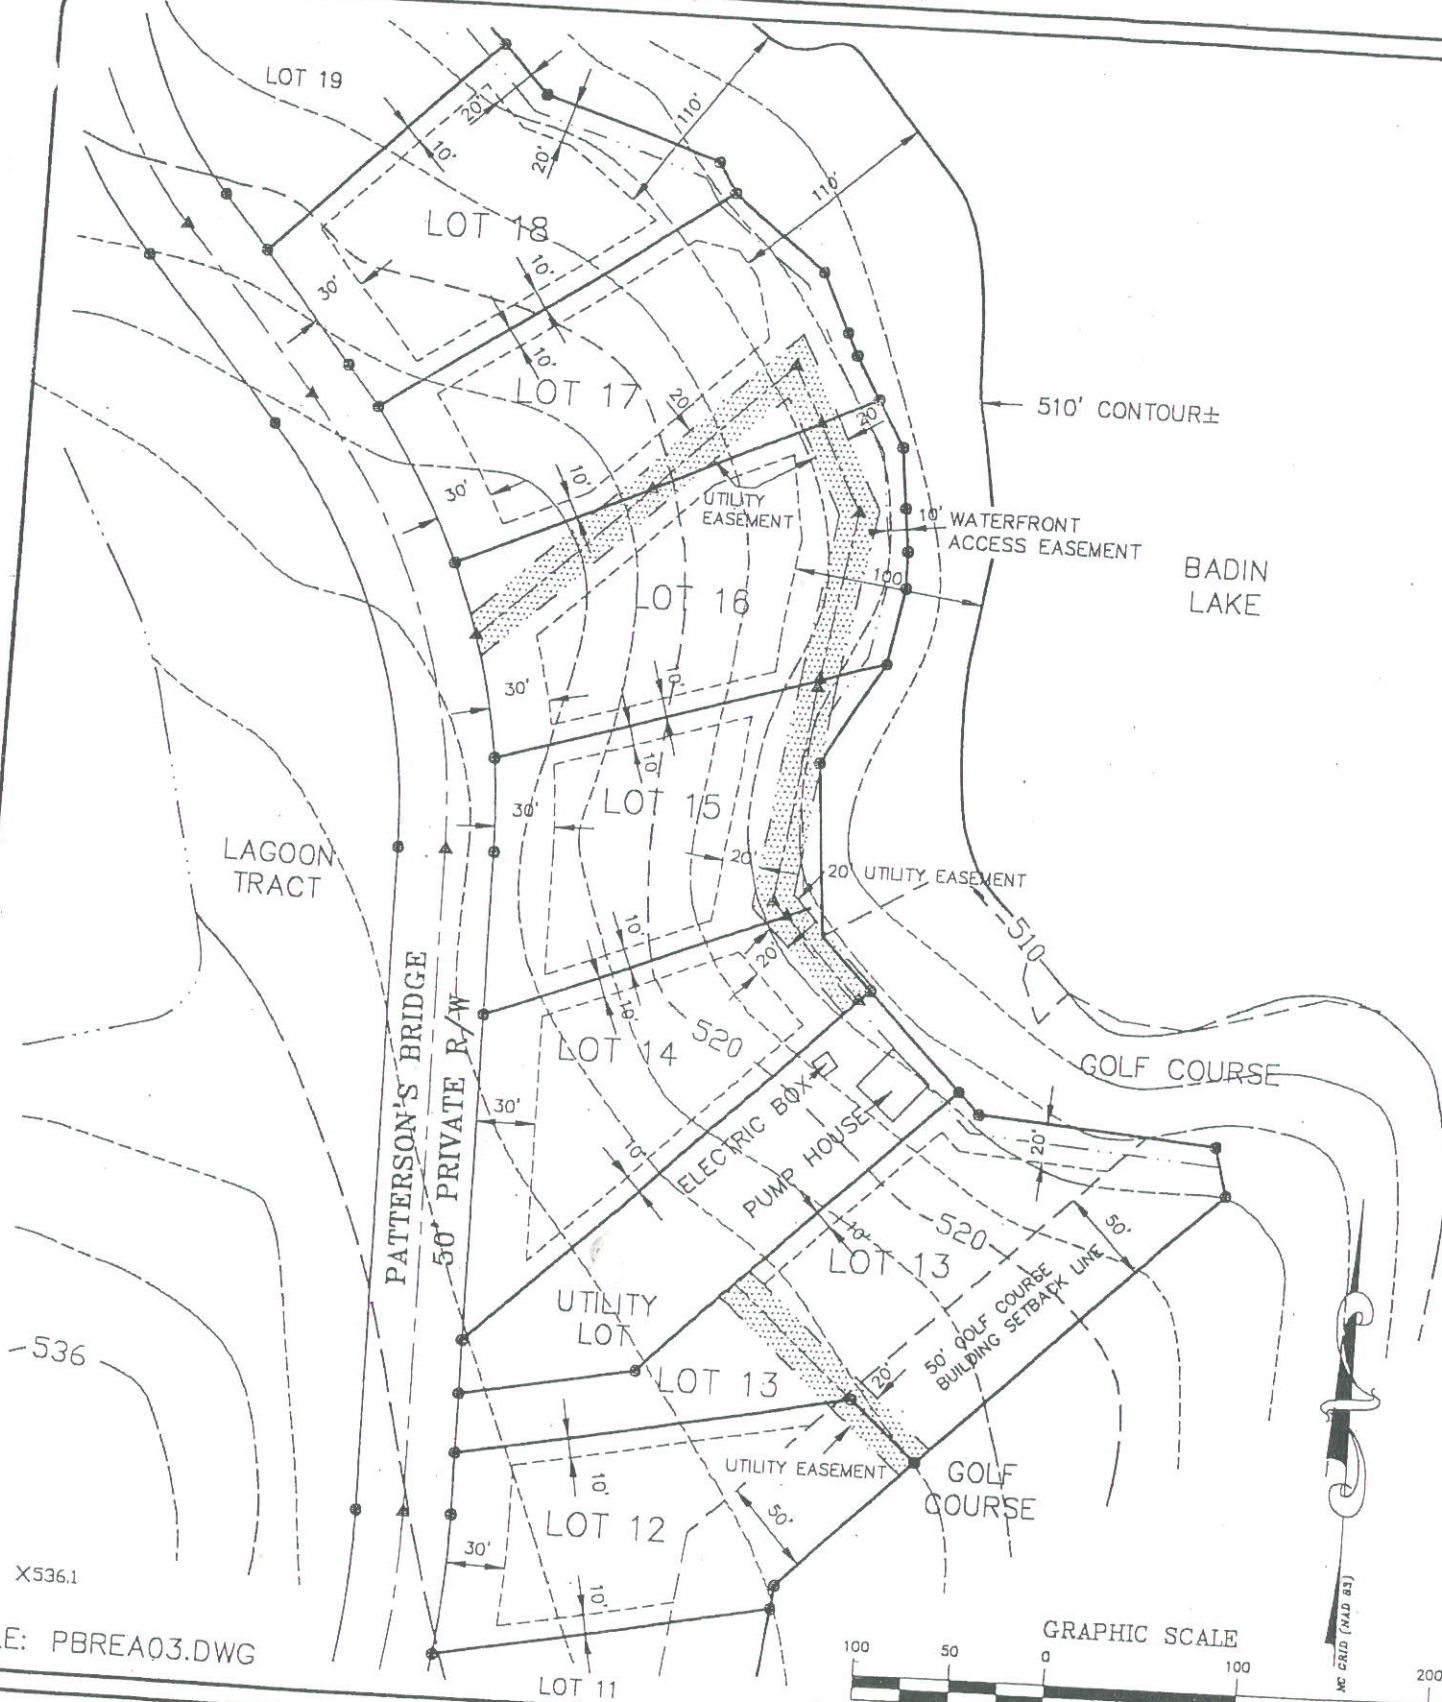 LOT 19
20'
10'
20'
110'
LOT 18
110'
10'
30'
10'
LOT 17
20'
510' CONTOUR±
20'
10'
30'
UTILITY
EASEMENT
10' WATERFRONT
ACCESS EASEMENT
BADIN
LAKE
100'
LOT 16
10'
30'
10'
LOT 15
30'
LAGOON
TRACT
20'
20' UTILITY EASEMENT
510
10'
20'
10'
520
LOT 14
GOLF COURSE
30'
ELECTRIC BOX
PUMP HOUSE
20'
10'
10'
PATTERSON'S BRIDGE
50' PRIVATE R/W
520
50'
LOT 13
UTILITY
LOT
50' GOLF COURSE
BUILDING SETBACK LINE
536
LOT 13
20'
UTILITY EASEMENT
GOLF
COURSE
10'
50'
LOT 12
30'
X536.1
10'
NC GRID (NAD 83)
E: PBREA03.DWG
GRAPHIC SCALE
100 50 0 100 200
LOT 11